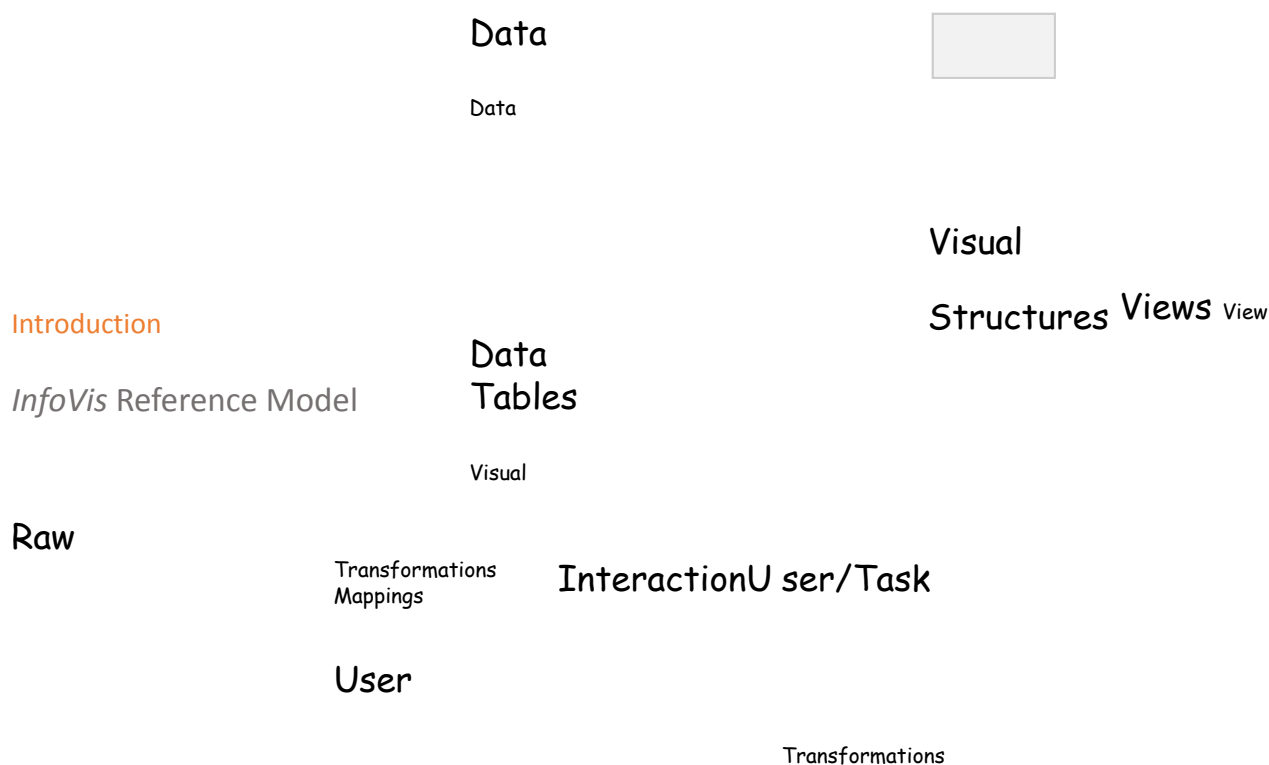 Data
Data
Visual
Structures Views View
Introduction
Data
Tables
InfoVis Reference Model
Visual
Raw
Transformations
Mappings
InteractionU ser/Task
User
Transformations